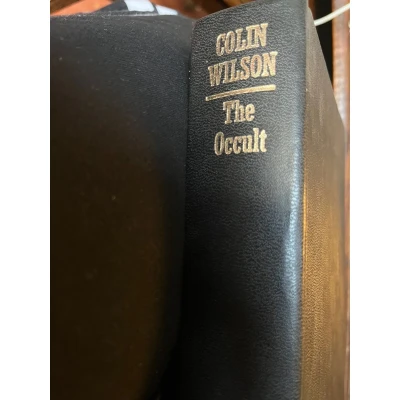 COLIN
WILSON
The
Occult